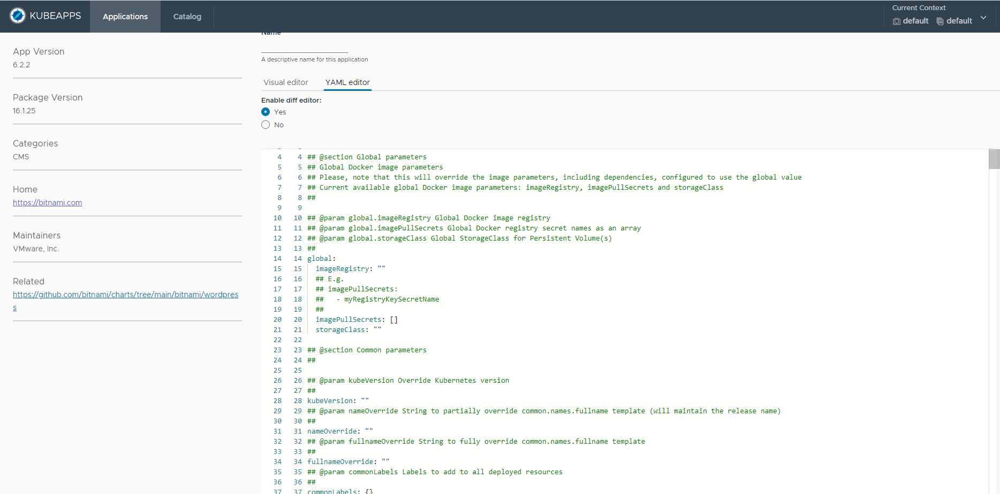 KUBEAPPS
Applications
Catalog
Current Context
default default
App Version
6.2.2
Package Version
16.1.25
Categories
CMS
Home
https://bitnami.com
Maintainers
VMware, Inc.
Related
https://github.com/bitnami/charts/tree/main/bitnami/wordpres
s
Name
A descriptive name for this application
Visual editor YAML editor
Enable diff editor:
Yes
No
4 4 ## @section Global parameters
5 5 ## Global Docker image parameters
6 6 ## Please, note that this will override the image parameters, including dependencies, configured to use the global value
7 7 ## Current available global Docker image parameters: imageRegistry, imagePullSecrets and storageClass
8 8 ##
9 9
10 10 ## @param global.imageRegistry Global Docker image registry
11 11 ## @param global.imagePullSecrets Global Docker registry secret names as an array
12 12 ## @param global.storageClass Global StorageClass for Persistent Volume(s)
13 13 ##
14 14 global:
15 15 imageRegistry: ""
16 16 ## E.g.
17 17 ## imagePullSecrets:
18 18 ## - myRegistryKeySecretName
19 19 ##
20 20 imagePullSecrets: []
21 21 storageClass: ""
22 22
23 23 ## @section Common parameters
24 24 ##
25 25
26 26 ## @param kubeVersion Override Kubernetes version
27 27 ##
28 28 kubeVersion: ""
29 29 ## @param nameOverride String to partially override common.names.fullname template (will maintain the release name)
30 30 ##
31 31 nameOverride: ""
32 32 ## @param fullnameOverride String to fully override common.names.fullname template
33 33 ##
34 34 fullnameOverride: ""
35 35 ## @param commonLabels Labels to add to all deployed resources
36 36 ##
37 37 commonLabels: {}